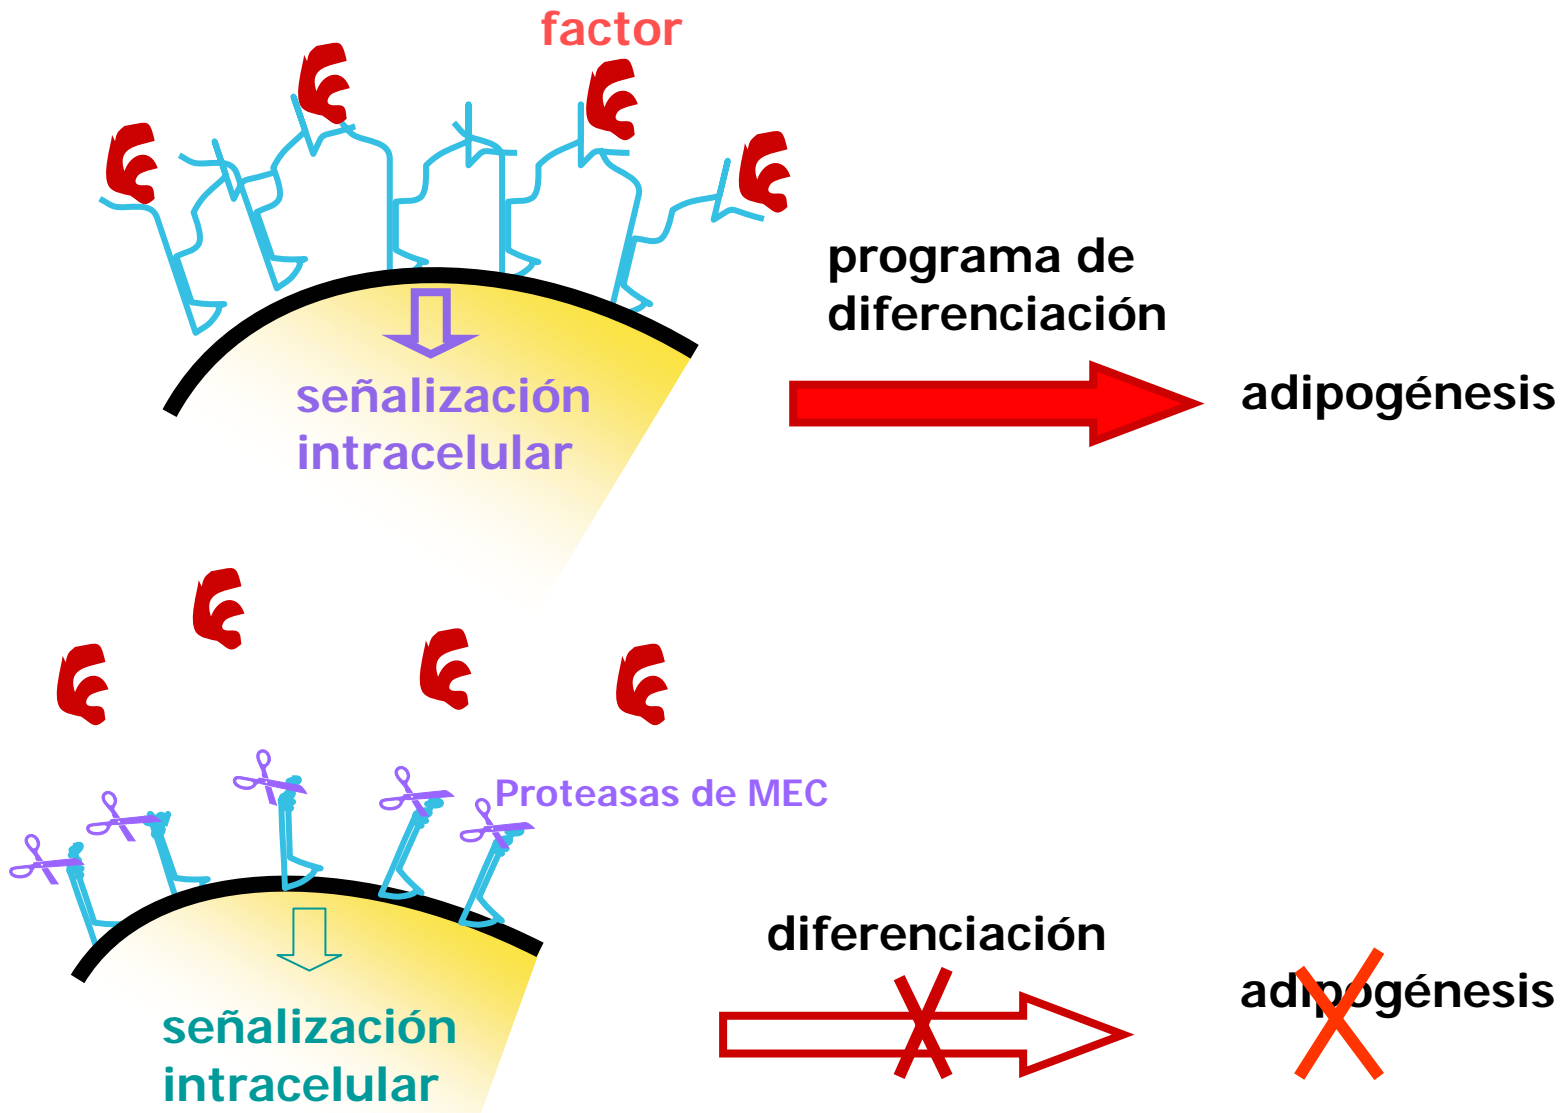 factor
programa de
diferenciación
adipogénesis
señalización
intracelular
Proteasas de MEC
diferenciación
adipogénesis
señalización
intracelular